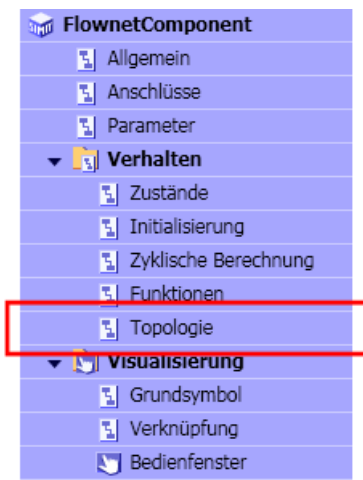 FlownetComponent
Allgemein
Anschlüsse
Parameter
Verhalten
Zustände
Initialisierung
Zyklische Berechnung
Funktionen
Topologie
Visualisierung
Grundsymbol
Verknüpfung
Bedienfenster